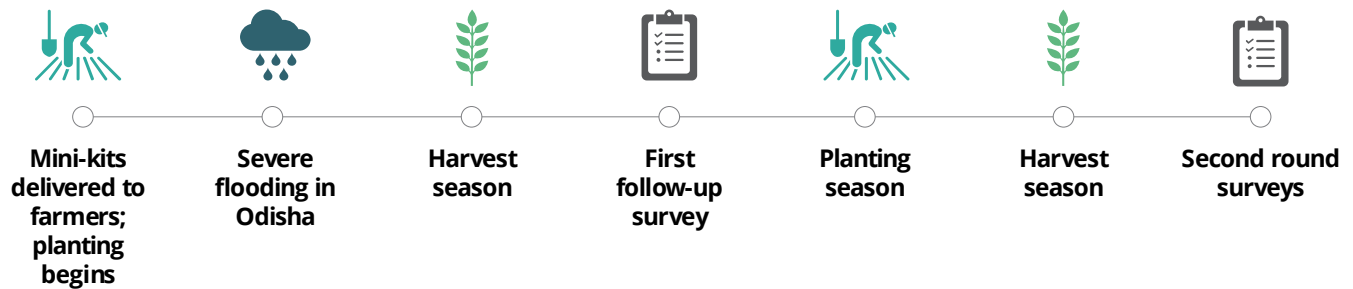 Mini-kits
delivered to
farmers;
planting
begins
Severe
flooding in
Odisha
Harvest
season
First
follow-up
survey
Planting
season
Harvest
season
Second round
surveys